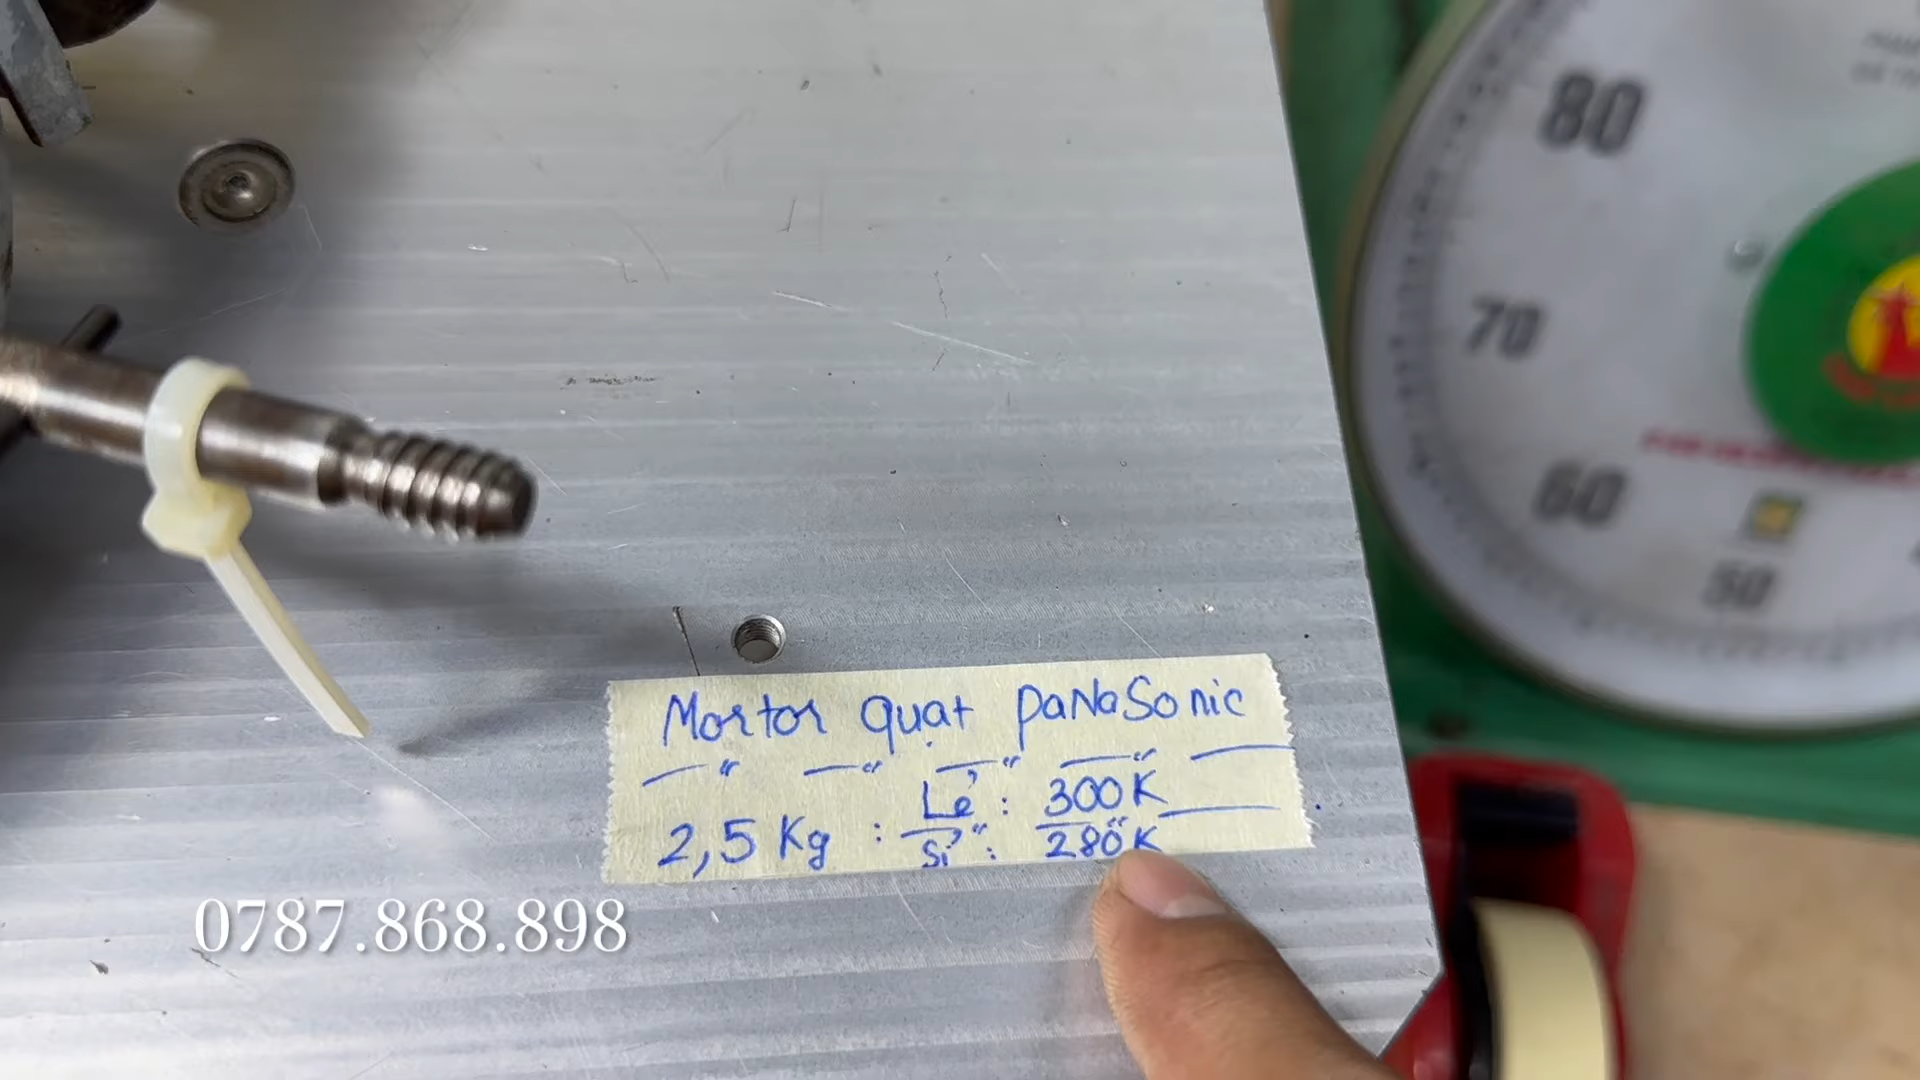 80
70
60
50
Mortor quạt PaNaSonic
Lẻ : 300K
2,5 Kg : Sỉ : 280K
0787.868.898